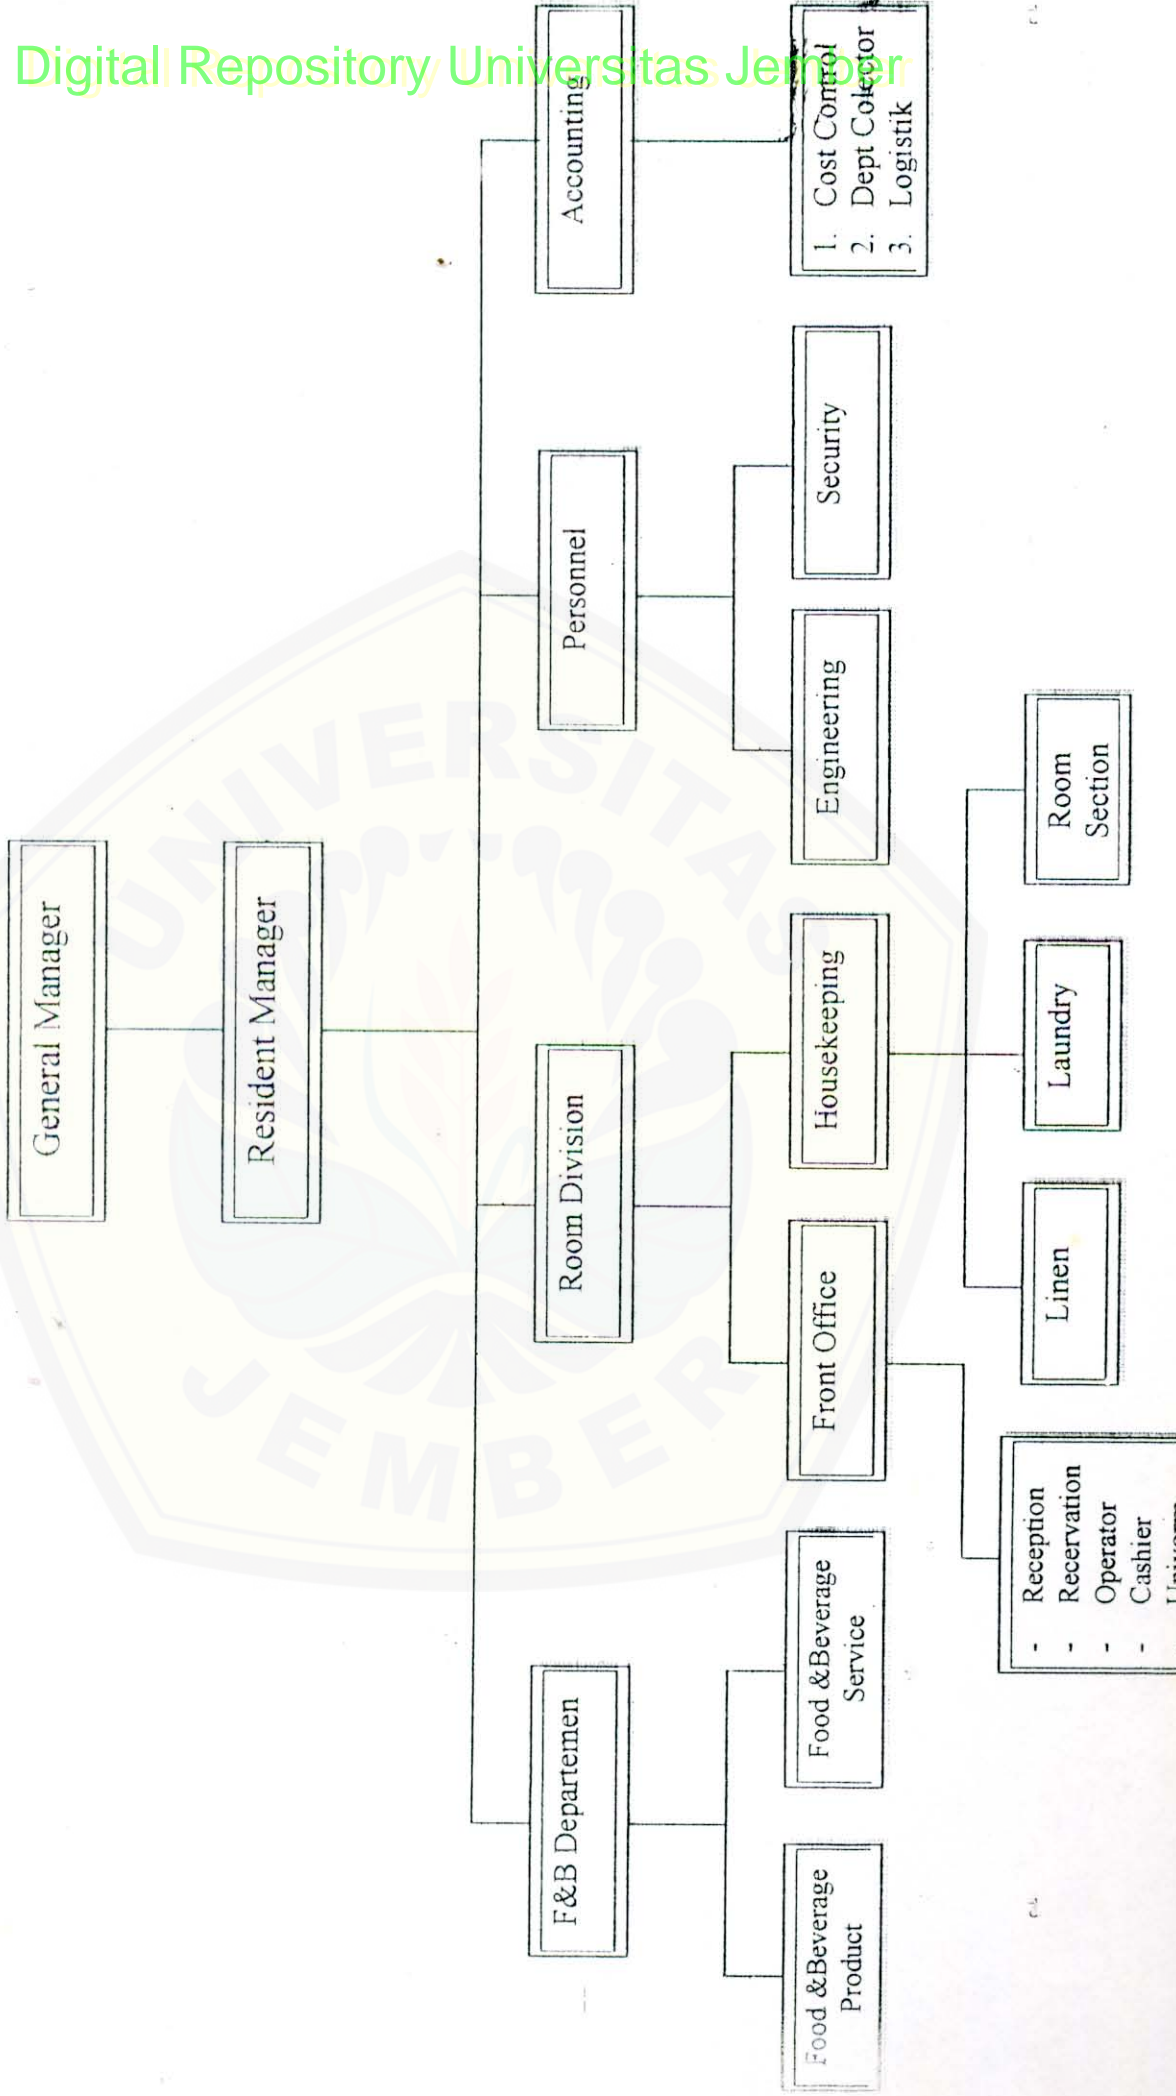 Digital Repository Universitas Jember
General Manager
Resident Manager
F&B Departemen
Room Division
Personnel
Accounting
Food &Beverage
Product
Food &Beverage
Service
Front Office
Housekeeping
Engineering
Security
1. Cost Control
2. Dept Colector
3. Logistik
- Reception
- Recervation
- Operator
- Cashier
Linen
Laundry
Room
Section
UNIVERSITAS
JEMBER